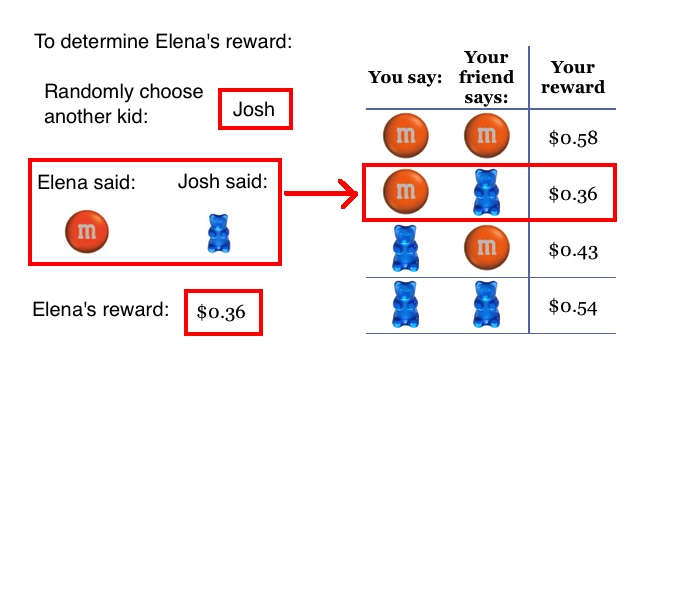 To determine Elena's reward:
Randomly choose
another kid:
Josh
Elena said:
Josh said:
m
Elena's reward:
$0.36
You say:
Your
friend
says:
Your
reward
m
m
$0.58
m
$0.36
m
$0.43
$0.54